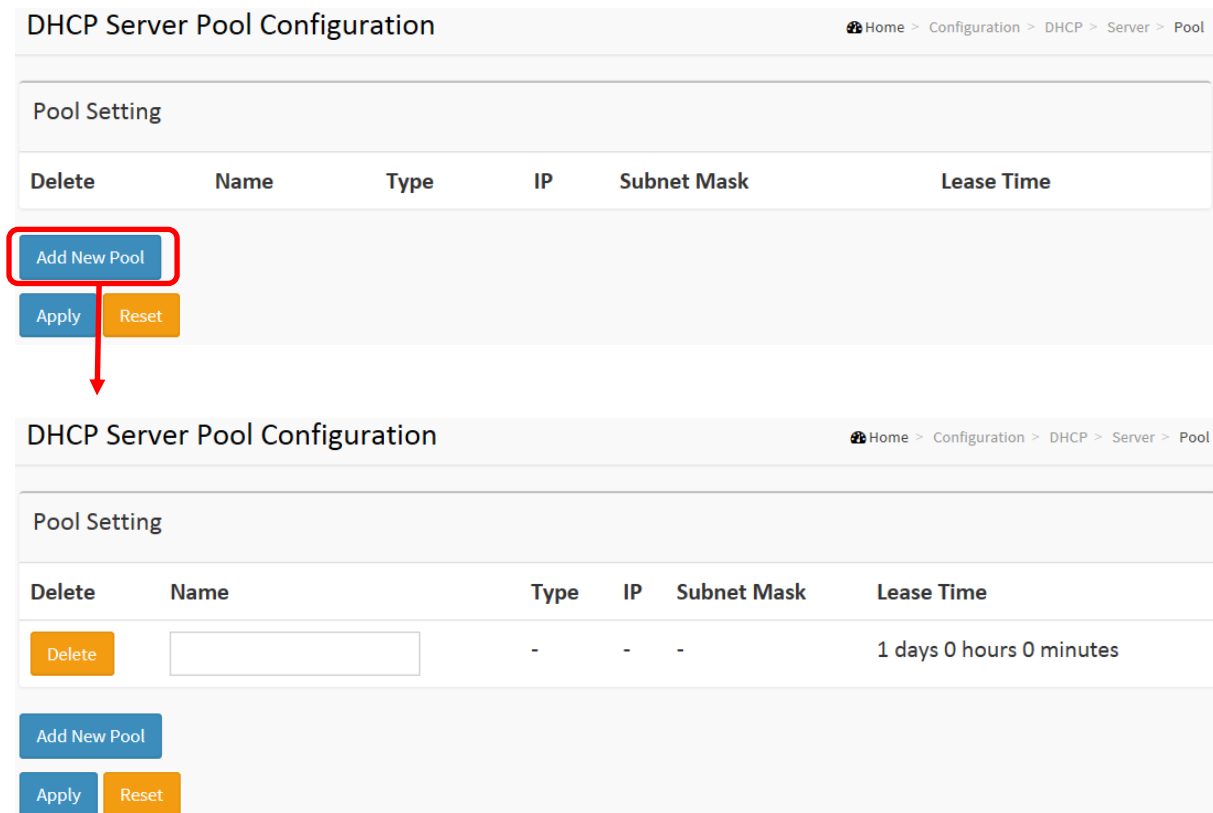 DHCP Server Pool Configuration
Home > Configuration > DHCP > Server > Pool
Pool Setting
Delete Name Type IP Subnet Mask Lease Time
Add New Pool
Apply Reset
DHCP Server Pool Configuration
Home > Configuration > DHCP > Server > Pool
Pool Setting
Delete Name Type IP Subnet Mask Lease Time
Delete - - - 1 days 0 hours 0 minutes
Add New Pool
Apply Reset